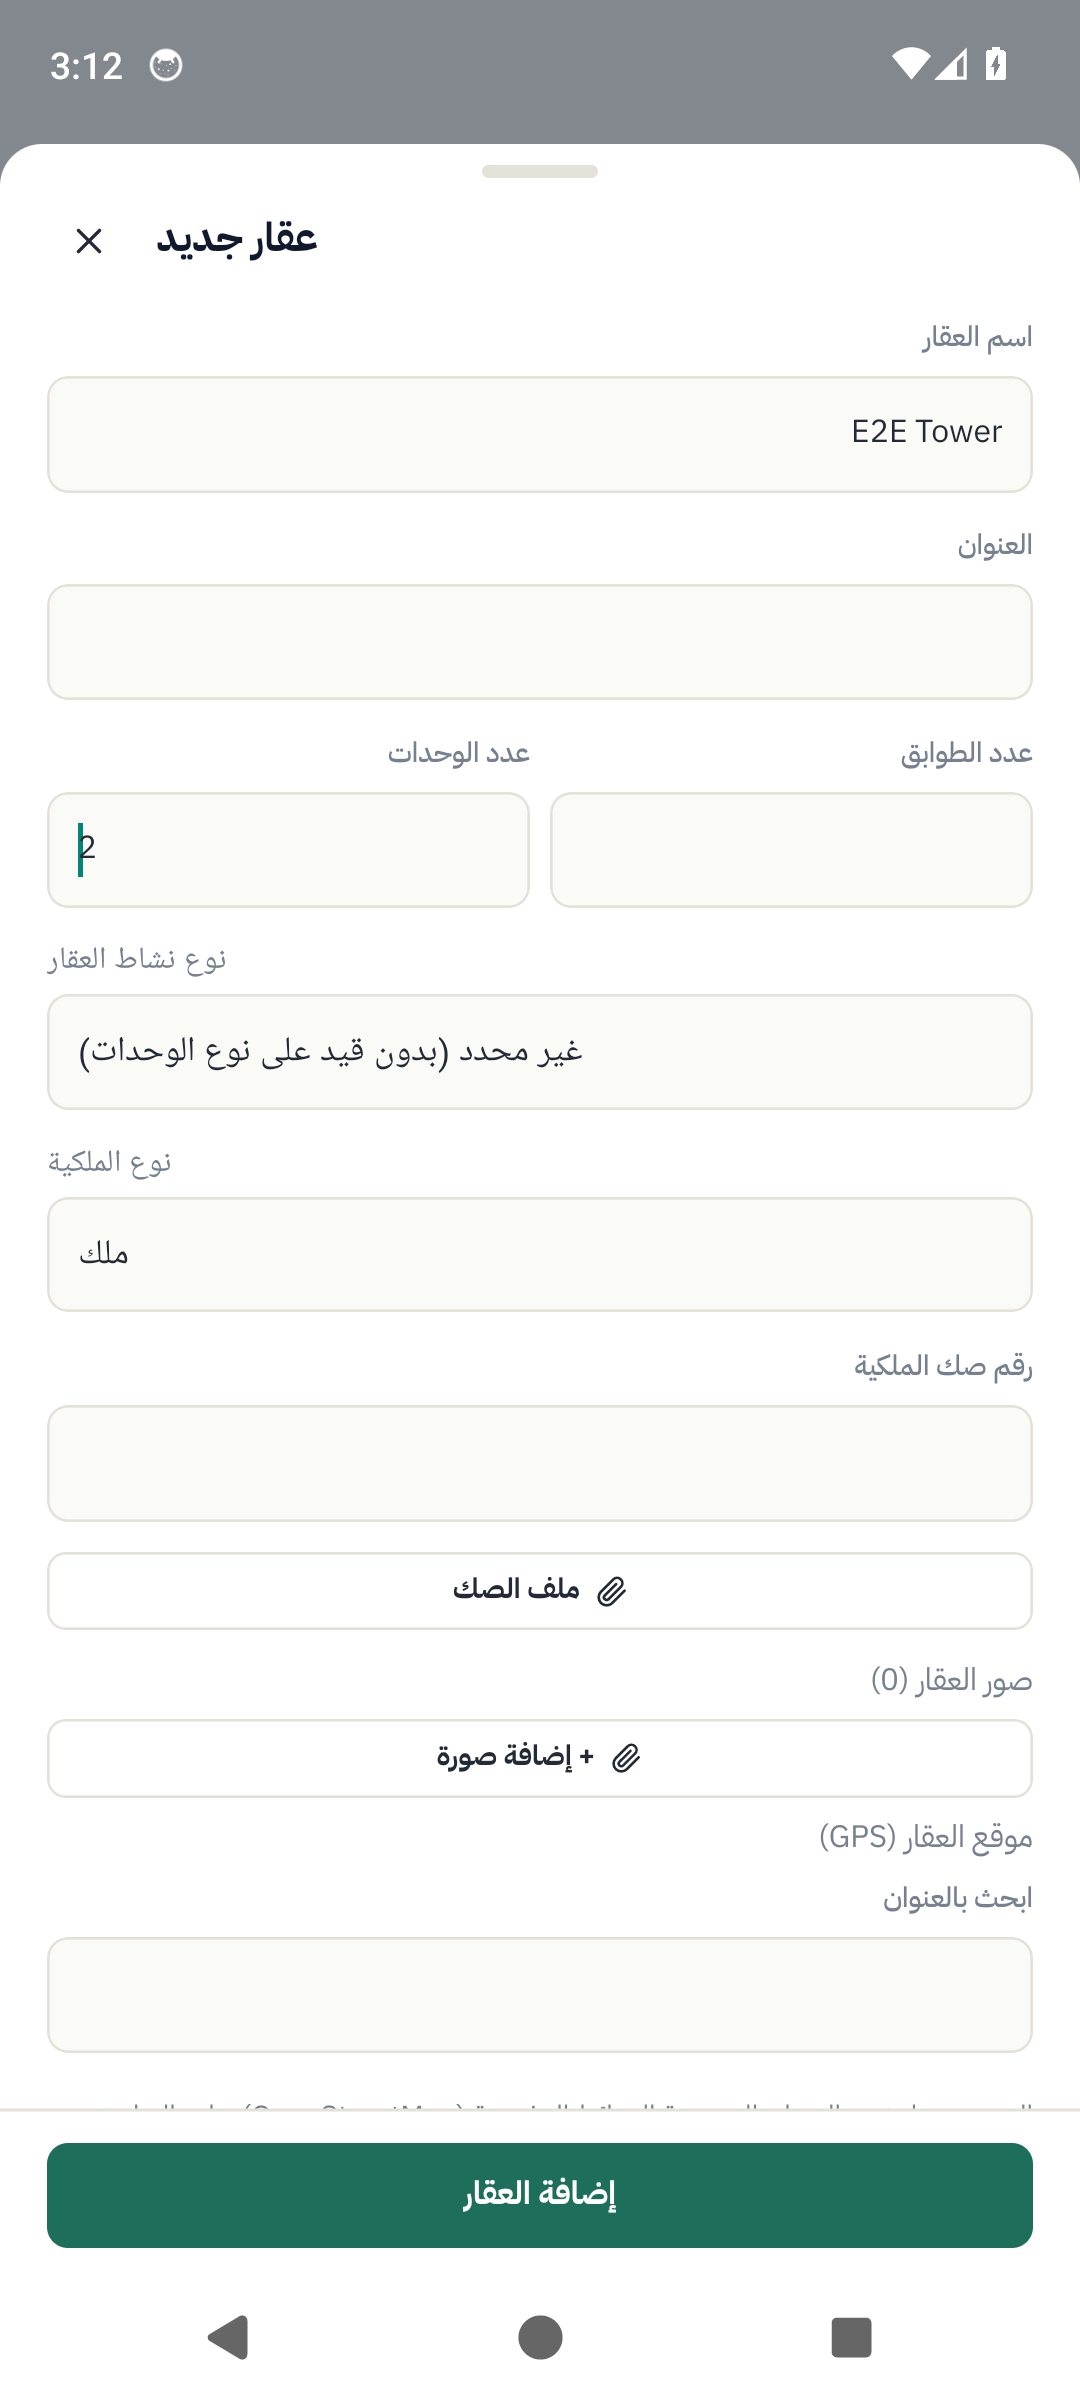 3:12
عقار جديد
اسم العقار
E2E Tower
العنوان
عدد الطوابق
عدد الوحدات
2
نوع نشاط العقار
غير محدد (بدون قيد على نوع الوحدات)
نوع الملكية
ملك
رقم صك الملكية
ملف الصك
صور العقار (0)
+ إضافة صورة
موقع العقار (GPS)
ابحث بالعنوان
إضافة العقار